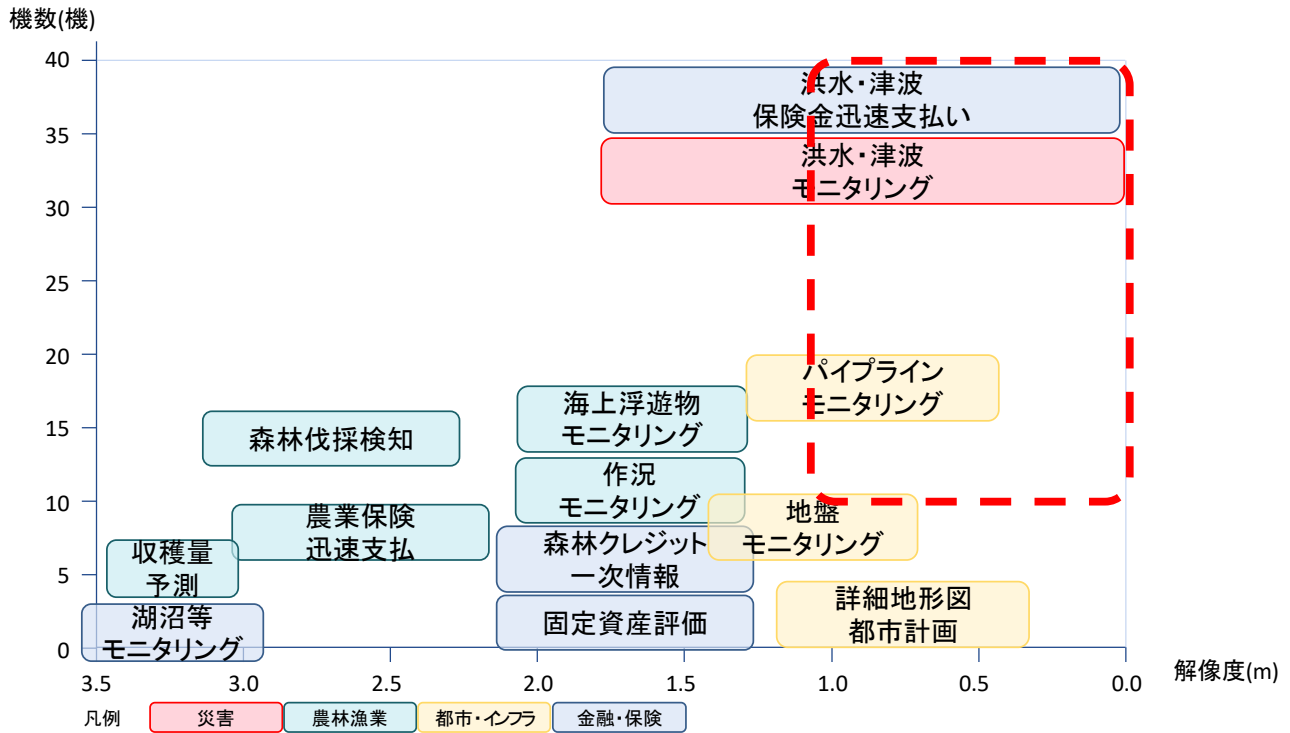 機数(機)
40
35
30
25
20
15
10
5
0
洪水・津波
保険金迅速支払い
洪水・津波
モニタリング
パイプライン
モニタリング
海上浮遊物
モニタリング
森林伐採検知
作況
モニタリング
地盤
モニタリング
農業保険
迅速支払
森林クレジット
一次情報
収穫量
予測
詳細地形図
都市計画
固定資産評価
湖沼等
モニタリング
3.5 3.0 2.5 2.0 1.5 1.0 0.5 0.0
解像度(m)
凡例 災害 農林漁業 都市・インフラ 金融・保険